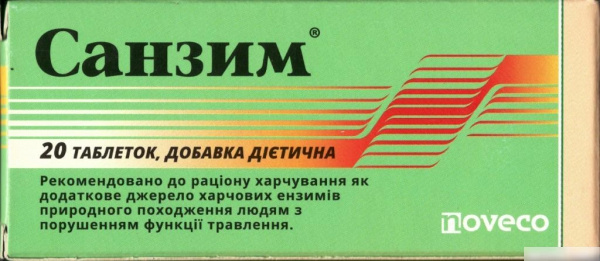 Санзим®
20 ТАБЛЕТОК, ДОБАВКА ДІЄТИЧНА
Рекомендовано до раціону харчування як
додаткове джерело харчових ензимів
природного походження людям з
порушенням функції травлення.
noveco